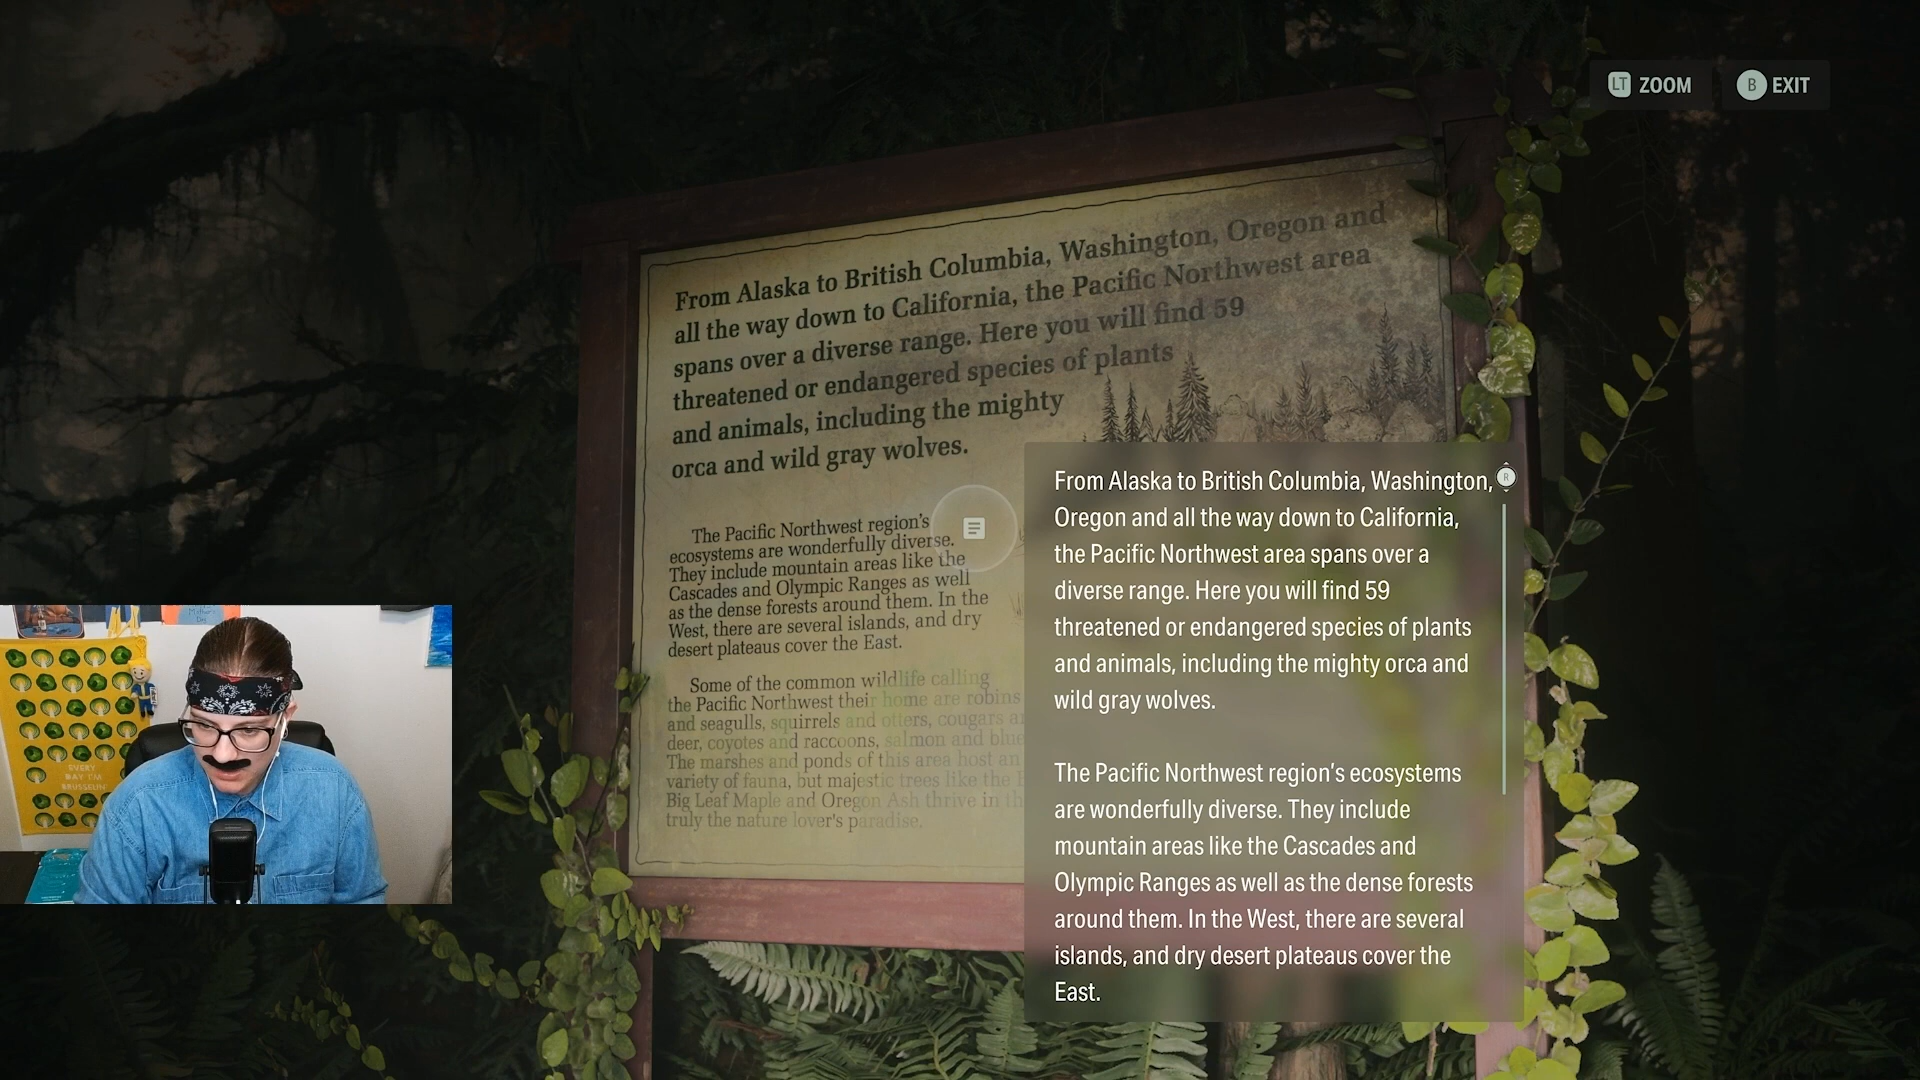 LT ZOOM
B EXIT
From Alaska to British Columbia, Washington, Oregon and
all the way down to California, the Pacific Northwest area
spans over a diverse range. Here you will find 59
threatened or endangered species of plants
and animals, including the mighty
orca and wild gray wolves.
The Pacific Northwest region's
ecosystems are wonderfully diverse.
They include mountain areas like the
Cascades and Olympic Ranges as well
as the dense forests around them. In the
West, there are several islands, and dry
desert plateaus cover the East.
Some of the common wildlife calling
the Pacific Northwest their home are robins
and seagulls, squirrels and otters, cougars
deer, coyotes and raccoons, salmon and blue
The marshes and ponds of this area host an
variety of fauna, but majestic trees like the
Big Leaf Maple and Oregon Ash thrive in
truly the nature lover's paradise.
From Alaska to British Columbia, Washington,
R
Oregon and all the way down to California,
the Pacific Northwest area spans over a
diverse range. Here you will find 59
threatened or endangered species of plants
and animals, including the mighty orca and
wild gray wolves.
The Pacific Northwest region's ecosystems
are wonderfully diverse. They include
mountain areas like the Cascades and
Olympic Ranges as well as the dense forests
around them. In the West, there are several
islands, and dry desert plateaus cover the
East.
EVERY
DAY I'M
BRUSSELIN'